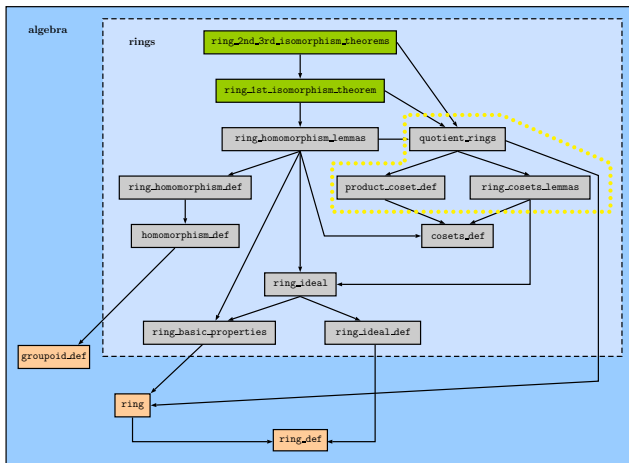 algebra
rings
ring_2nd_3rd_isomorphism_theorems
ring_1st_isomorphism_theorem
ring_homomorphism_lemmas
quotient_rings
ring_homomorphism_def
product_coset_def
ring_cosets_lemmas
homomorphism_def
cosets_def
ring_ideal
ring_basic_properties
ring_ideal_def
groupoid_def
ring
ring_def